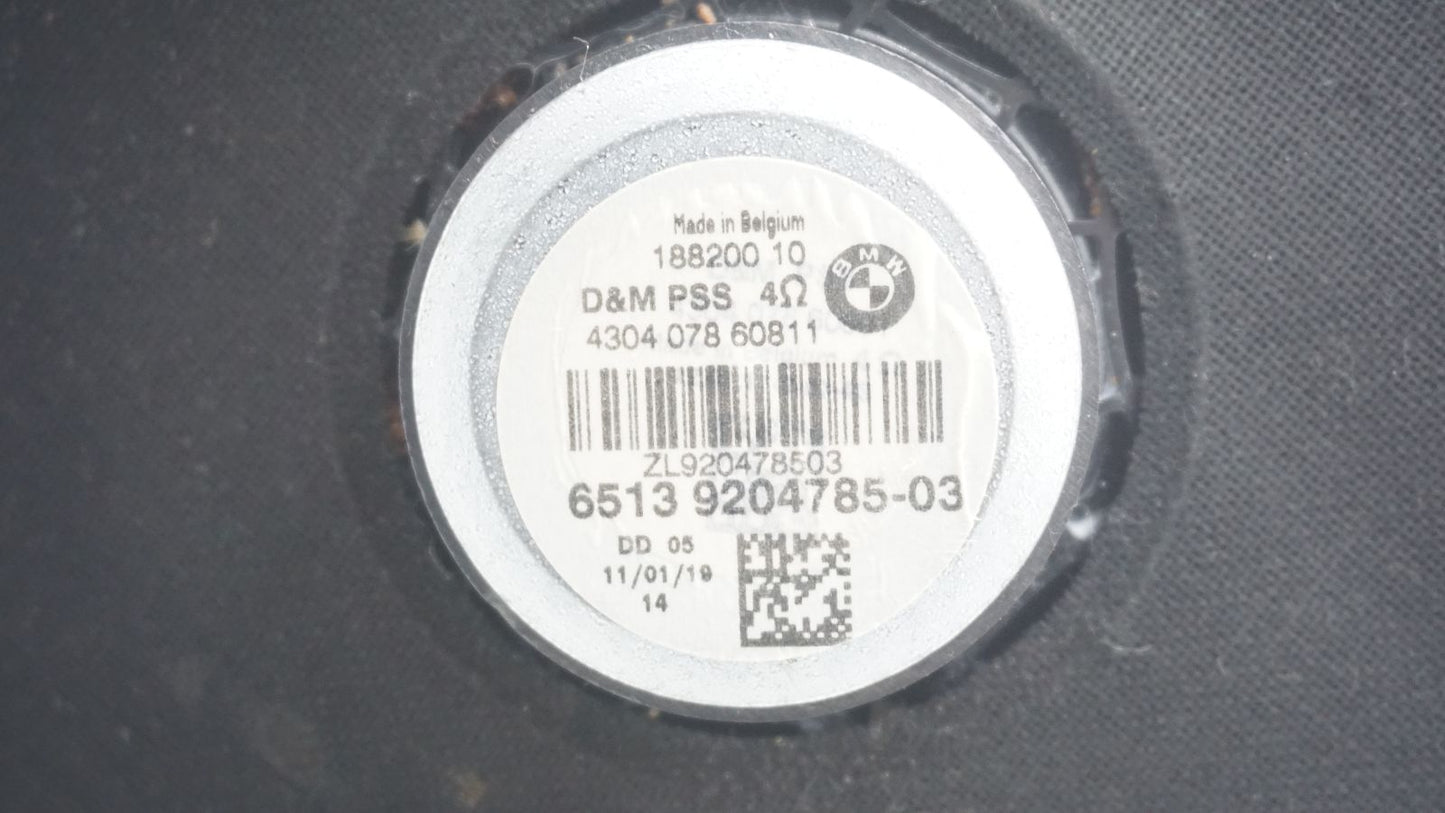 Made in Belgium
188200 10
BMW
D&M PSS 4Ω
4304 078 60811
ZL920478503
6513 9204785-03
DD 05
11/01/19
14